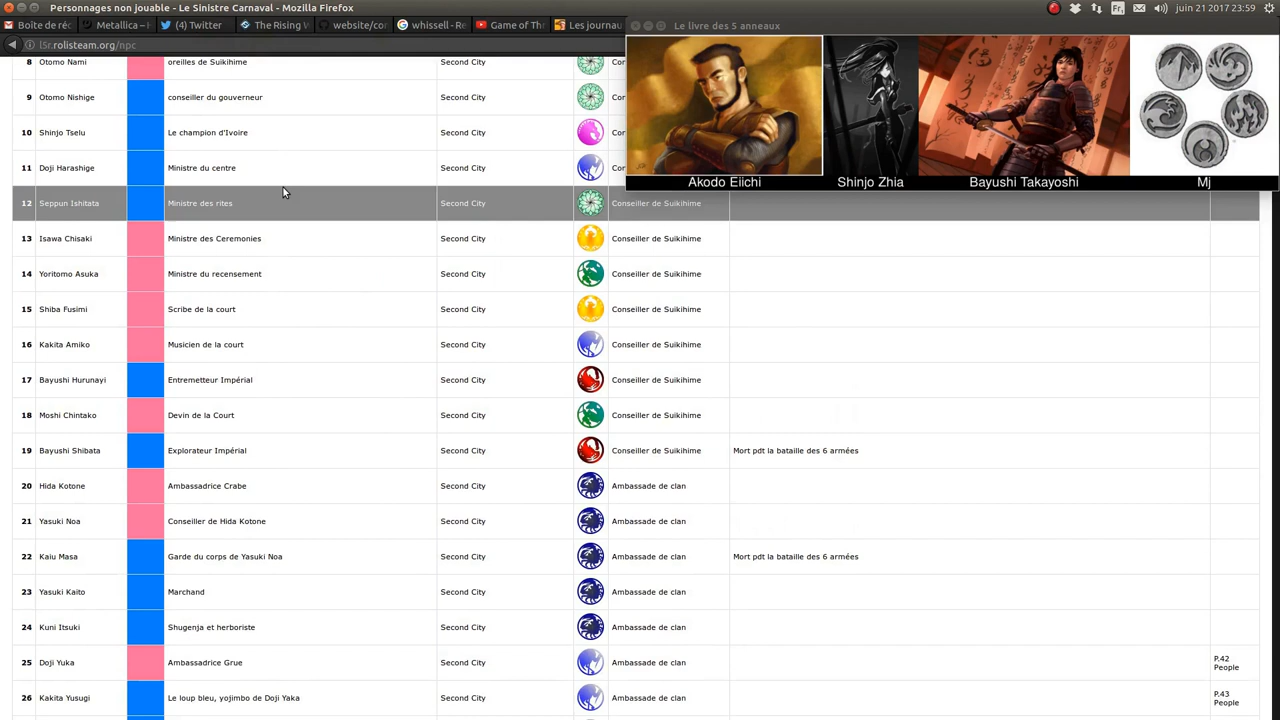 Personnages non jouable - Le Sinistre Carnaval - Mozilla Firefox
Fr
juin 21 2017 23:59
Boîte de récep
Metallica –
(4) Twitter
The Rising W
website/cor
whissell - R
Game of Th
Les journau
l5r.rolisteam.org/npc
Le livre des 5 anneaux
Akodo Eiichi
Shinjo Zhia
Bayushi Takayoshi
Mj
8 Otomo Nami oreilles de Suikihime Second City Cor
9 Otomo Nishige conseiller du gouverneur Second City Cor
10 Shinjo Tselu Le champion d'Ivoire Second City Cor
11 Doji Harashige Ministre du centre Second City Cor
12 Seppun Ishitata Ministre des rites Second City Conseiller de Suikihime
13 Isawa Chisaki Ministre des Ceremonies Second City Conseiller de Suikihime
14 Yoritomo Asuka Ministre du recensement Second City Conseiller de Suikihime
15 Shiba Fusimi Scribe de la court Second City Conseiller de Suikihime
16 Kakita Amiko Musicien de la court Second City Conseiller de Suikihime
17 Bayushi Hurunayi Entremetteur Impérial Second City Conseiller de Suikihime
18 Moshi Chintako Devin de la Court Second City Conseiller de Suikihime
19 Bayushi Shibata Explorateur Impérial Second City Conseiller de Suikihime Mort pdt la bataille des 6 armées
20 Hida Kotone Ambassadrice Crabe Second City Ambassade de clan
21 Yasuki Noa Conseiller de Hida Kotone Second City Ambassade de clan
22 Kaiu Masa Garde du corps de Yasuki Noa Second City Ambassade de clan Mort pdt la bataille des 6 armées
23 Yasuki Kaito Marchand Second City Ambassade de clan
24 Kuni Itsuki Shugenja et herboriste Second City Ambassade de clan
25 Doji Yuka Ambassadrice Grue Second City Ambassade de clan P.42 People
26 Kakita Yusugi Le loup bleu, yojimbo de Doji Yaka Second City Ambassade de clan P.43 People